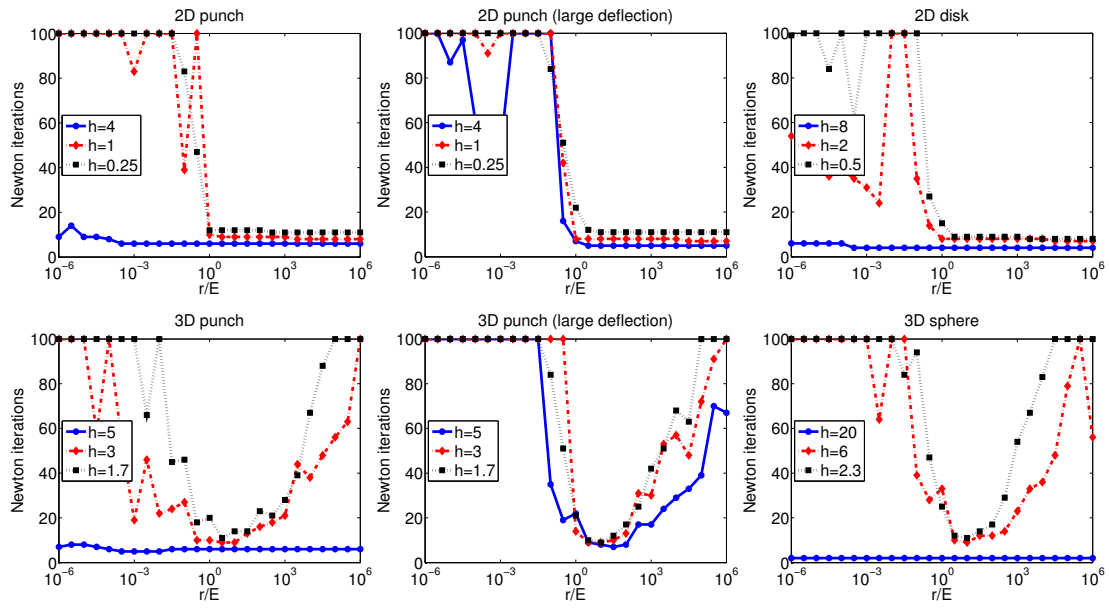 2D punch
Newton iterations
100
80
60
40
20
0
h=4
h=1
h=0.25
10^-6
10^-3
10^0
10^3
10^6
r/E
2D punch (large deflection)
Newton iterations
100
80
60
40
20
0
h=4
h=1
h=0.25
10^-6
10^-3
10^0
10^3
10^6
r/E
2D disk
Newton iterations
100
80
60
40
20
0
h=8
h=2
h=0.5
10^-6
10^-3
10^0
10^3
10^6
r/E
3D punch
Newton iterations
100
80
60
40
20
0
h=5
h=3
h=1.7
10^-6
10^-3
10^0
10^3
10^6
r/E
3D punch (large deflection)
Newton iterations
100
80
60
40
20
0
h=5
h=3
h=1.7
10^-6
10^-3
10^0
10^3
10^6
r/E
3D sphere
Newton iterations
100
80
60
40
20
0
h=20
h=6
h=2.3
10^-6
10^-3
10^0
10^3
10^6
r/E